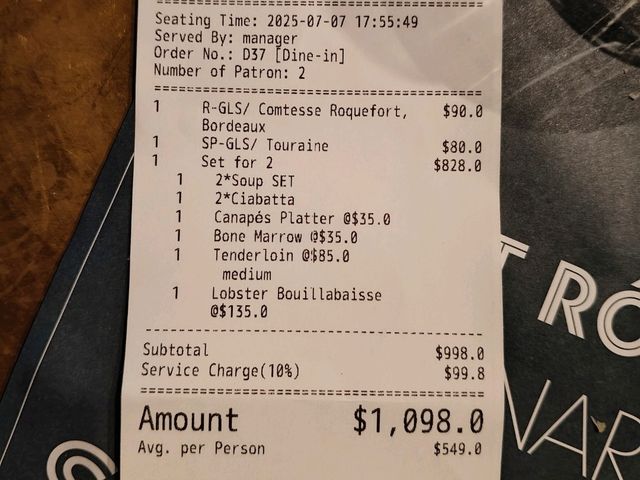 Seating Time: 2025-07-07 17:55:49
Served By: manager
Order No.: D37 [Dine-in]
Number of Patron: 2
1 R-GLS/ Comtesse Roquefort, $90.0
Bordeaux
1 SP-GLS/ Touraine $80.0
1 Set for 2 $828.0
1 2*Soup SET
1 2*Ciabatta
1 Canapés Platter @$35.0
1 Bone Marrow @$35.0
1 Tenderloin @$85.0
medium
1 Lobster Bouillabaisse
@$135.0
Subtotal $998.0
Service Charge(10%) $99.8
Amount $1,098.0
Avg. per Person $549.0